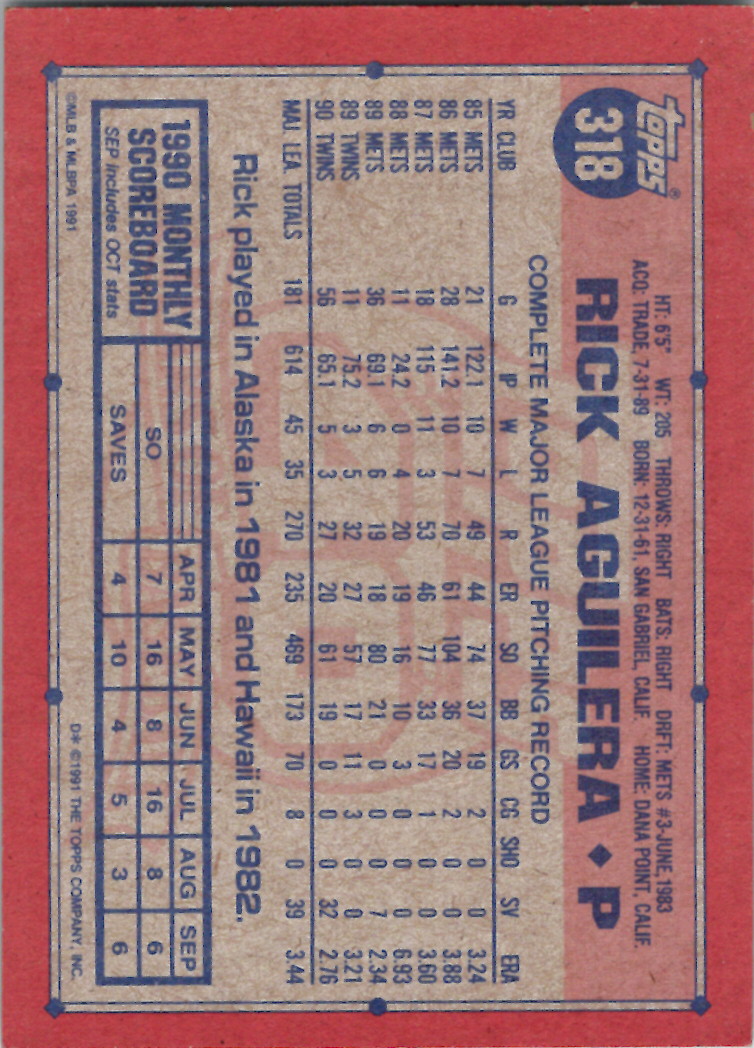 topps®
318
HT: 6'5" WT: 205 THROWS: RIGHT BATS: RIGHT DRFT: METS #3-JUNE, 1983
ACQ: TRADE, 7-31-89 BORN: 12-31-61, SAN GABRIEL, CALIF. HOME: DANA POINT, CALIF.
RICK AGUILERA ♦ P
COMPLETE MAJOR LEAGUE PITCHING RECORD
YR CLUB G IP W L R ER SO BB GS CG SHO SV ERA
85 METS 21 122.1 10 7 49 44 74 37 19 2 0 0 3.24
86 METS 28 141.2 10 7 70 61 104 36 20 2 0 0 3.88
87 METS 18 115 11 3 53 46 77 33 17 1 0 0 3.60
88 METS 11 24.2 0 4 20 19 16 10 3 0 0 0 6.93
89 METS 36 69.1 6 6 19 18 80 21 0 0 0 7 2.34
89 TWINS 11 75.2 3 5 32 27 57 17 11 3 0 0 3.21
90 TWINS 56 65.1 5 3 27 20 61 19 0 0 0 32 2.76
MAJ. LEA. TOTALS 181 614 45 35 270 235 469 173 70 8 0 39 3.44
Rick played in Alaska in 1981 and Hawaii in 1982.
1990 MONTHLY
SCOREBOARD
SEP includes OCT stats
APR MAY JUN JUL AUG SEP
SO 7 16 8 16 8 6
SAVES 4 10 4 5 3 6
©MLB & MLBPA 1991
D* ©1991 THE TOPPS COMPANY, INC.